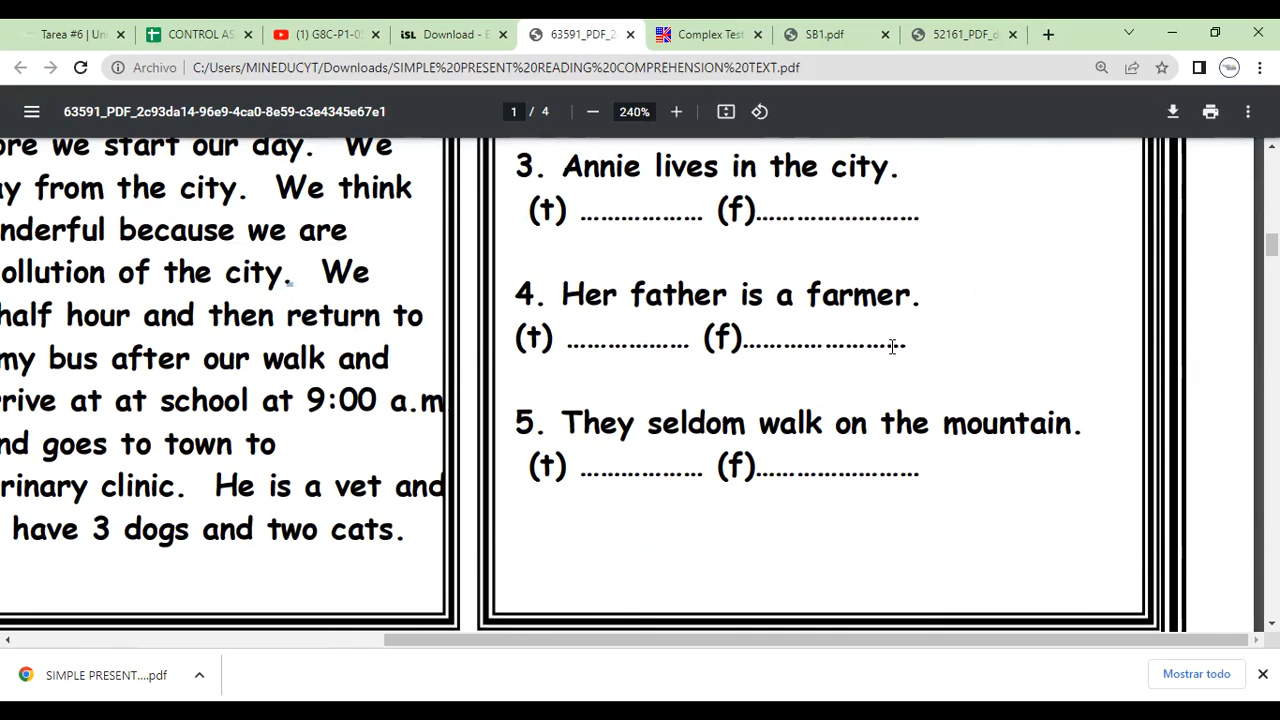 Tarea #6 | Uni
CONTROL AS
(1) G8C-P1-0
iSL
Download - E
63591_PDF_2
Complex Test
SB1.pdf
52161_PDF_d
Archivo
C:/Users/MINEDUCYT/Downloads/SIMPLE%20PRESENT%20READING%20COMPREHENSION%20TEXT.pdf
63591_PDF_2c93da14-96e9-4ca0-8e59-c3e4345e67e1
1 / 4
240%
ore we start our day. We
ay from the city. We think
nderful because we are
ollution of the city. We
half hour and then return to
my bus after our walk and
rrive at at school at 9:00 a.m
nd goes to town to
rinary clinic. He is a vet and
have 3 dogs and two cats.
3. Annie lives in the city.
(t) ……………… (f)……………………
4. Her father is a farmer.
(t) ……………… (f)……………………
5. They seldom walk on the mountain.
(t) ……………… (f)……………………
SIMPLE PRESENT....pdf
Mostrar todo